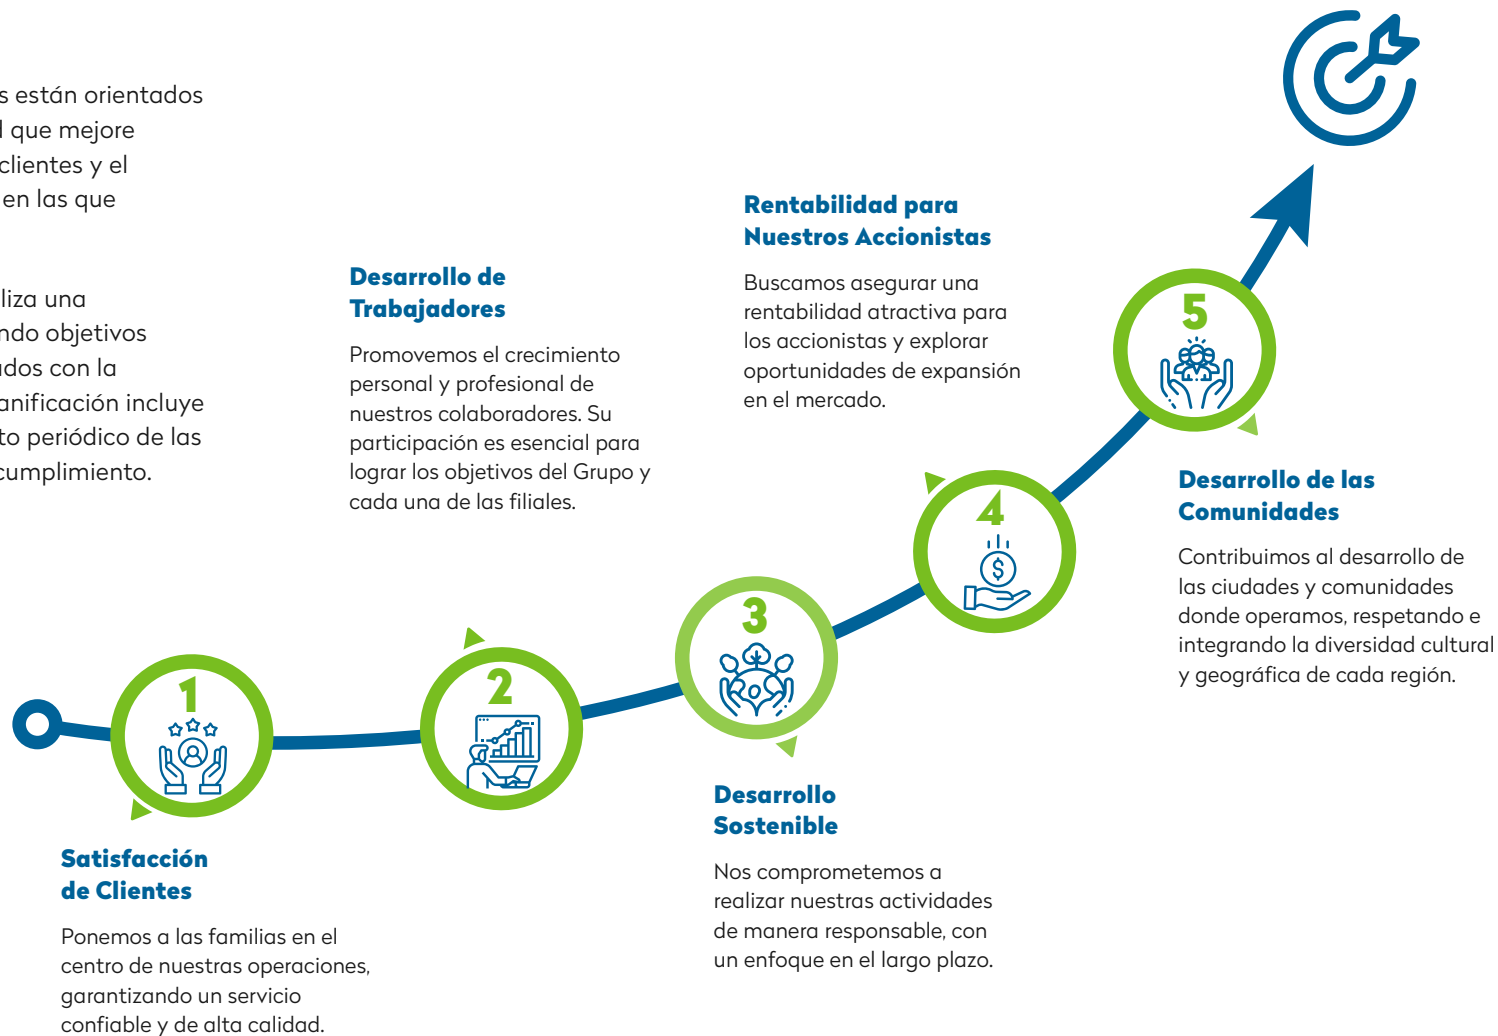 s están orientados
que mejore
clientes y el
en las que
liza una
ndo objetivos
ados con la
anificación incluye
to periódico de las
cumplimiento.
1
Satisfacción
de Clientes
Ponemos a las familias en el
centro de nuestras operaciones,
garantizando un servicio
confiable y de alta calidad.
Desarrollo de
Trabajadores
Promovemos el crecimiento
personal y profesional de
nuestros colaboradores. Su
participación es esencial para
lograr los objetivos del Grupo y
cada una de las filiales.
2
3
Desarrollo
Sostenible
Nos comprometemos a
realizar nuestras actividades
de manera responsable, con
un enfoque en el largo plazo.
Rentabilidad para
Nuestros Accionistas
Buscamos asegurar una
rentabilidad atractiva para
los accionistas y explorar
oportunidades de expansión
en el mercado.
4
$
5
Desarrollo de las
Comunidades
Contribuimos al desarrollo de
las ciudades y comunidades
donde operamos, respetando e
integrando la diversidad cultural
y geográfica de cada región.